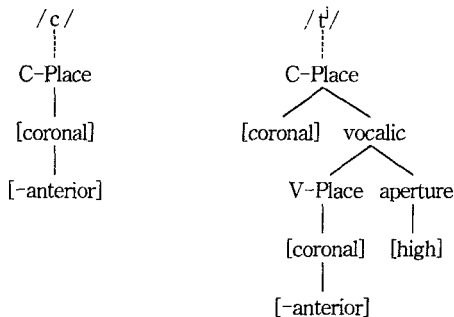 /c/ /tʲ/
C-Place C-Place
[coronal] [coronal] vocalic
[-anterior] V-Place aperture
[coronal] [high]
[-anterior]